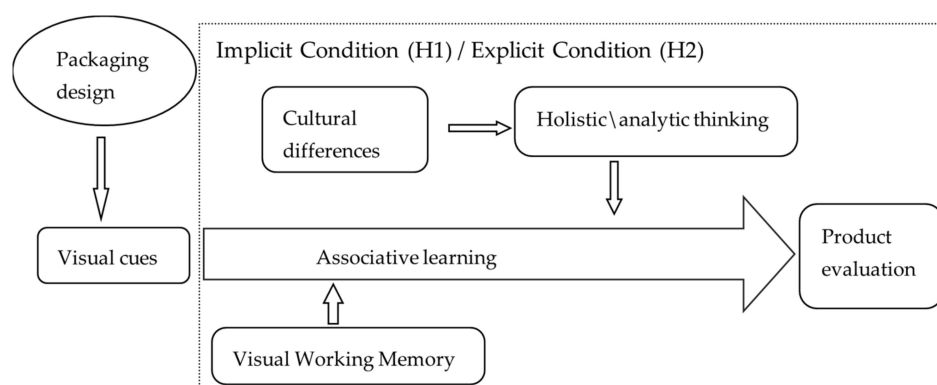 Packaging
design
Implicit Condition (H1) / Explicit Condition (H2)
Cultural
differences
Holistic\analytic thinking
Visual cues
Associative learning
Product
evaluation
Visual Working Memory